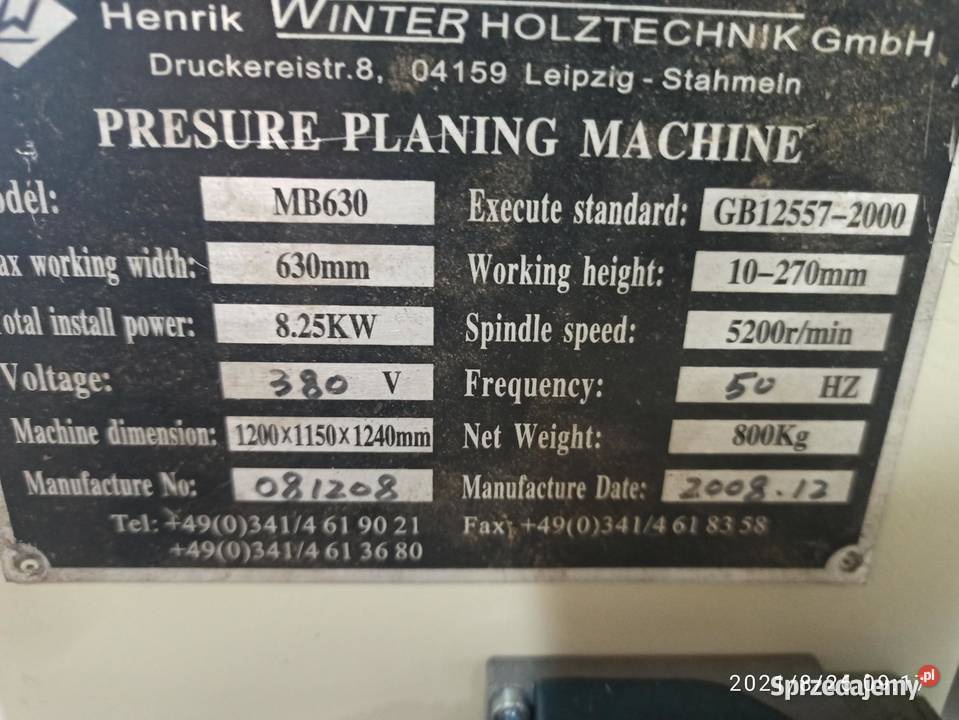 W
Henrik WINTER HOLZTECHNIK GmbH
Druckereistr.8, 04159 Leipzig - Stahmeln
PRESURE PLANING MACHINE
odel: MB630 Execute standard: GB12557-2000
ax working width: 630mm Working height: 10-270mm
otal install power: 8.25KW Spindle speed: 5200r/min
Voltage: 380 V Frequency: 50 HZ
Machine dimension: 1200×1150×1240mm Net Weight: 800Kg
Manufacture No: 081208 Manufacture Date: 2008.12
Tel: +49(0)341/4 61 90 21 Fax: +49(0)341/4 61 83 58
+49(0)341/4 61 36 80
Sprzedajemy .pl